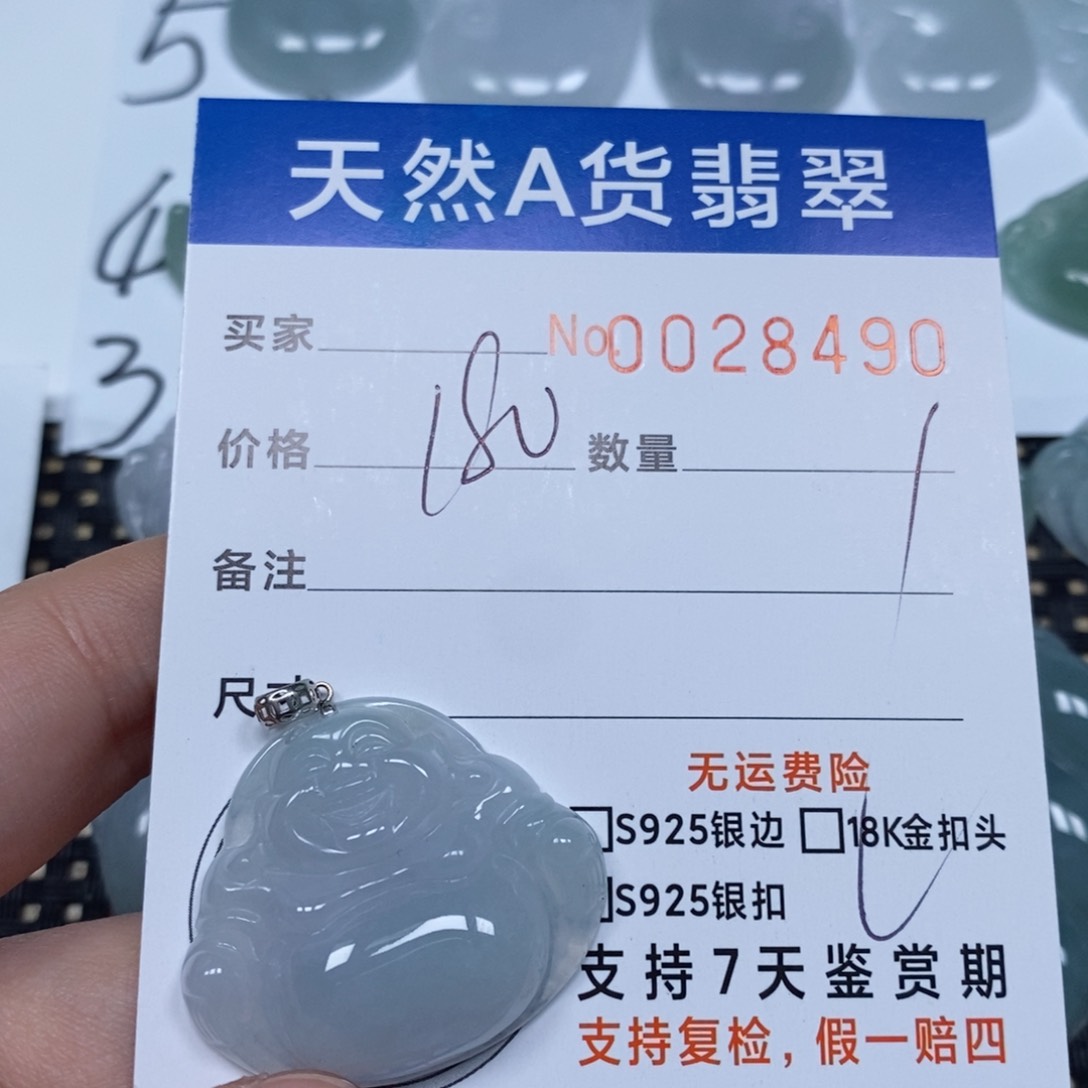 5
4
3
天然A货翡翠
买家 No.0028490
价格 180 数量 1
备注
尺寸
无运费险
S925银边 18K金扣头
S925银扣
支持7天鉴赏期
支持复检，假一赔四